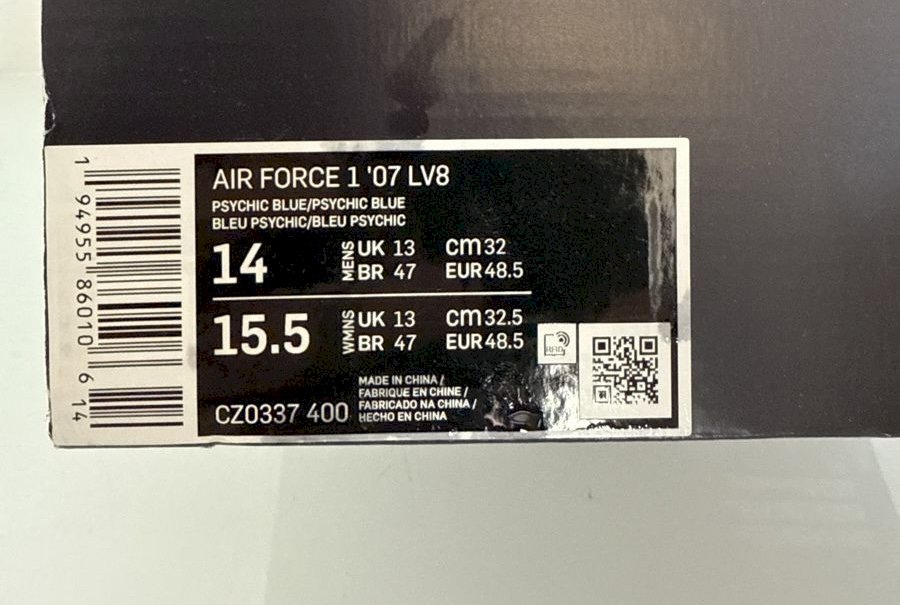 1 94955 86010 6 14
AIR FORCE 1 '07 LV8
PSYCHIC BLUE/PSYCHIC BLUE
BLEU PSYCHIC/BLEU PSYCHIC
14 MENS UK 13 CM 32
BR 47 EUR 48.5
15.5 WMNS UK 13 CM 32.5
BR 47 EUR 48.5
RFID
MADE IN CHINA /
FABRIQUE EN CHINE /
FABRICADO NA CHINA /
HECHO EN CHINA
CZ0337 400